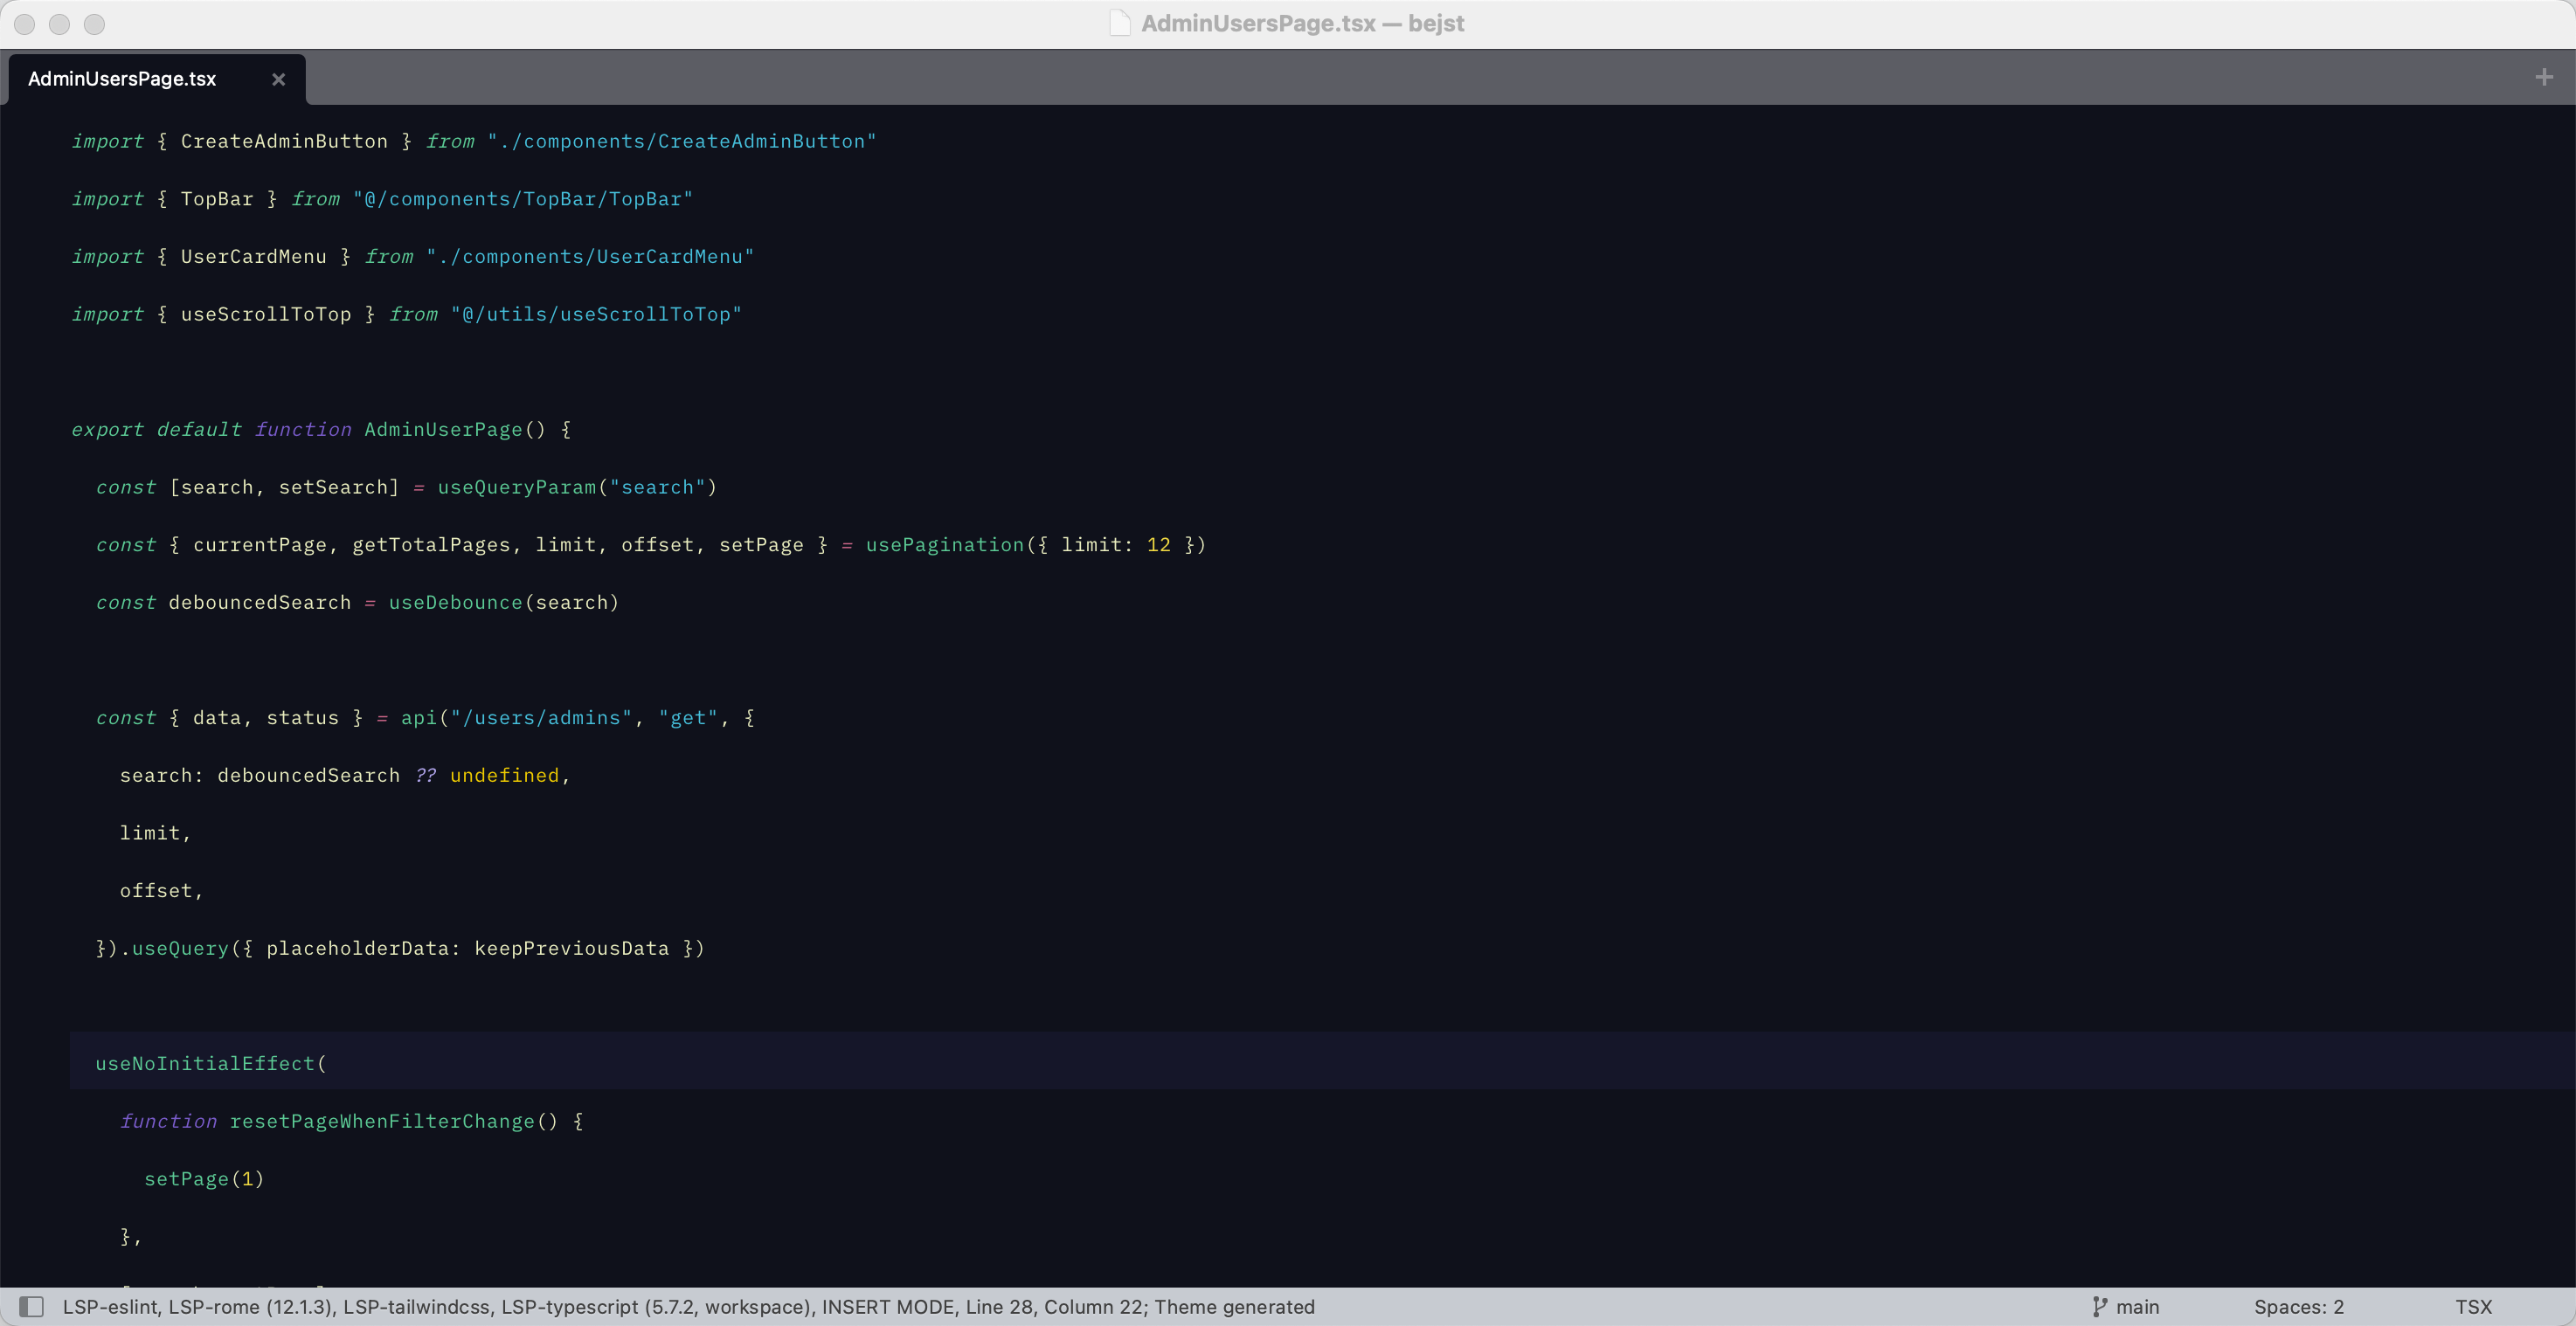 AdminUsersPage.tsx — bejst
AdminUsersPage.tsx
import { CreateAdminButton } from "./components/CreateAdminButton"
import { TopBar } from "@/components/TopBar/TopBar"
import { UserCardMenu } from "./components/UserCardMenu"
import { useScrollToTop } from "@/utils/useScrollToTop"
export default function AdminUserPage() {
const [search, setSearch] = useQueryParam("search")
const { currentPage, getTotalPages, limit, offset, setPage } = usePagination({ limit: 12 })
const debouncedSearch = useDebounce(search)
const { data, status } = api("/users/admins", "get", {
search: debouncedSearch ?? undefined,
limit,
offset,
}).useQuery({ placeholderData: keepPreviousData })
useNoInitialEffect(
function resetPageWhenFilterChange() {
setPage(1)
},
LSP-eslint, LSP-rome (12.1.3), LSP-tailwindcss, LSP-typescript (5.7.2, workspace), INSERT MODE, Line 28, Column 22; Theme generated
main
Spaces: 2
TSX